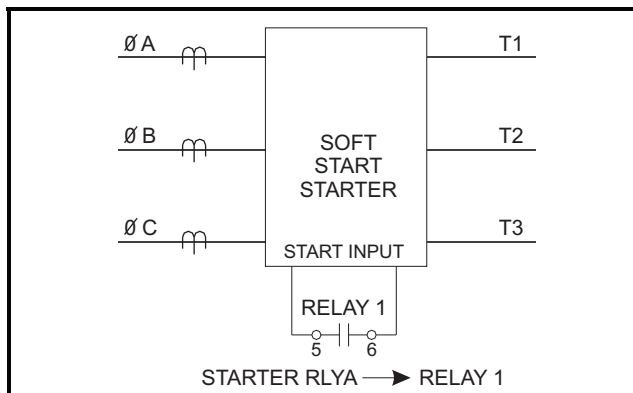 Ø A
T1
Ø B
SOFT
START
STARTER
T2
Ø C
T3
START INPUT
RELAY 1
5 6
STARTER RLYA → RELAY 1